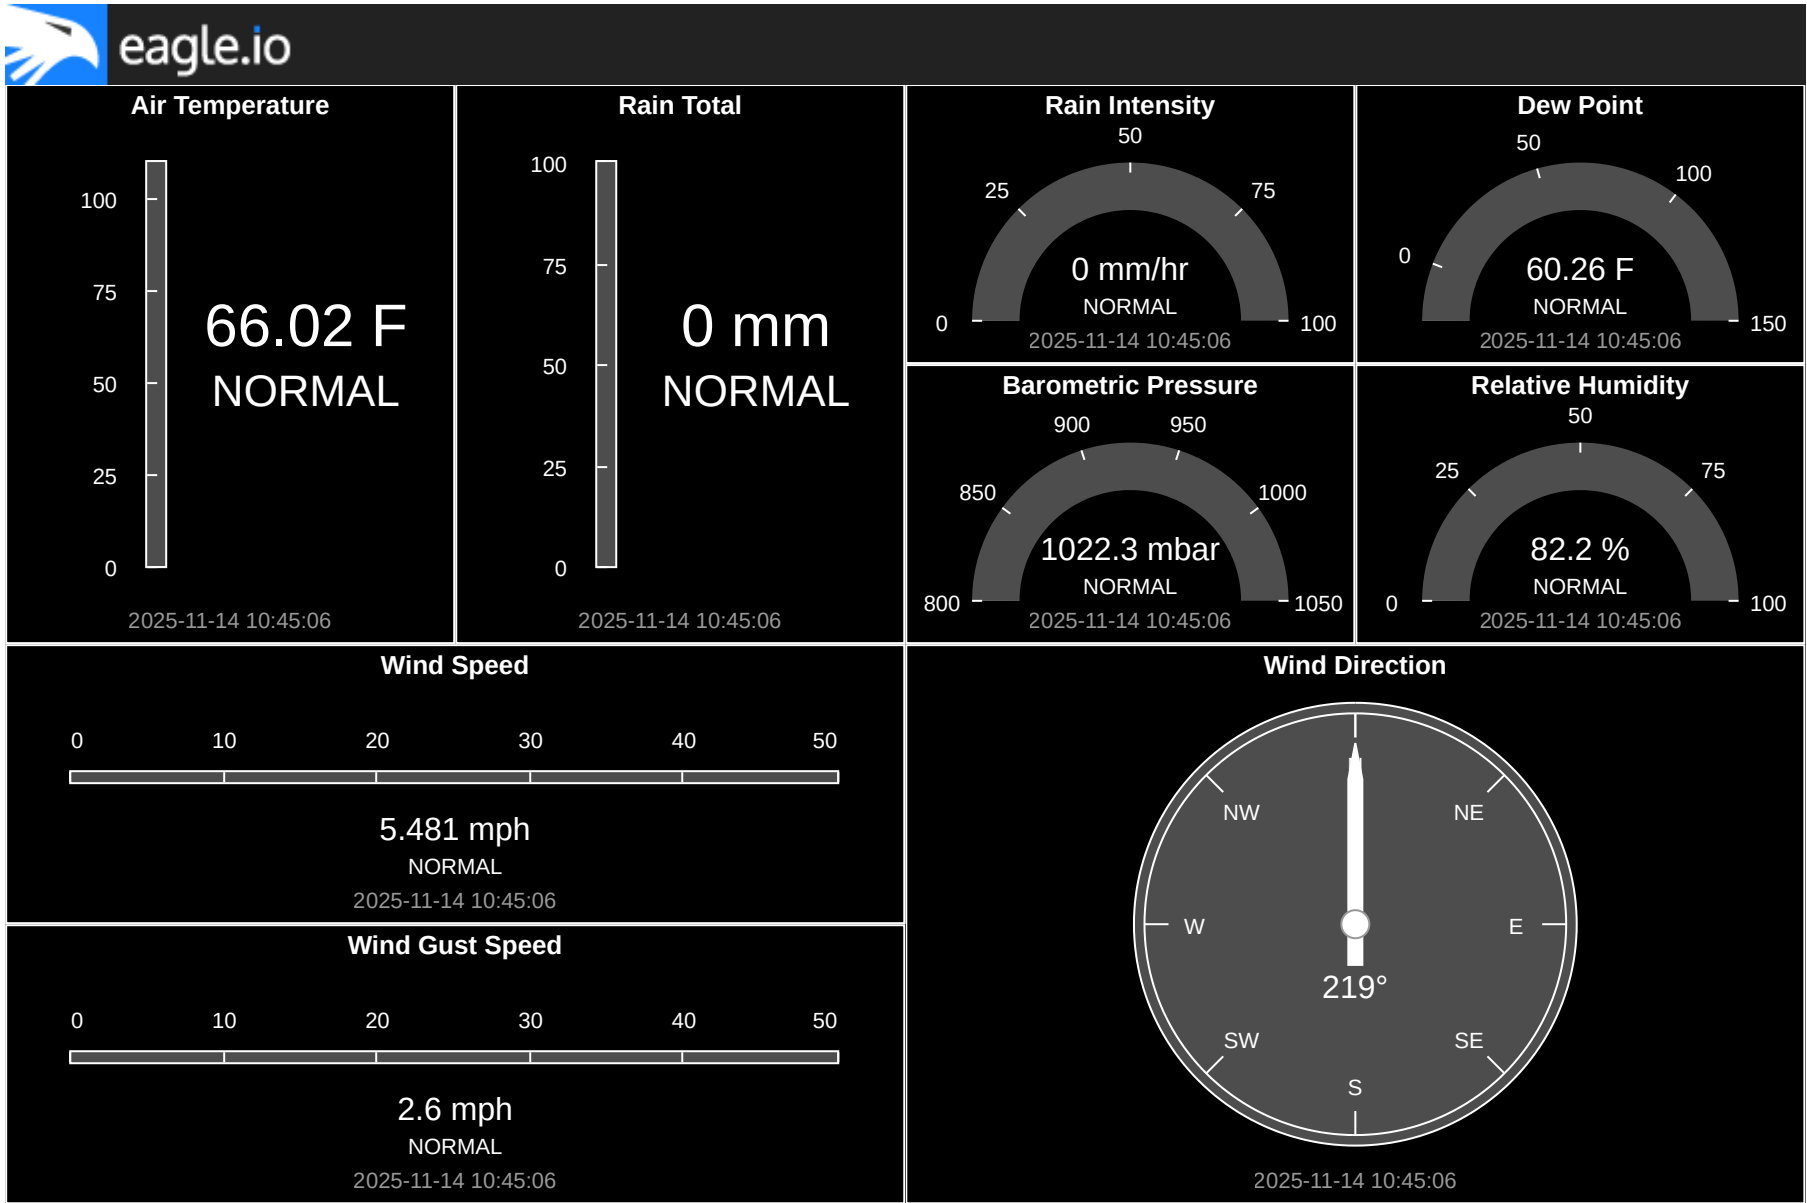 eagle.io
Air Temperature
100
75
50
25
0
66.02 F
NORMAL
2025-11-14 10:45:06
Rain Total
100
75
50
25
0
0 mm
NORMAL
2025-11-14 10:45:06
Rain Intensity
50
25
75
0
100
0 mm/hr
NORMAL
2025-11-14 10:45:06
Dew Point
50
100
0
150
60.26 F
NORMAL
2025-11-14 10:45:06
Barometric Pressure
900
950
850
1000
800
1050
1022.3 mbar
NORMAL
2025-11-14 10:45:06
Relative Humidity
50
25
75
0
100
82.2 %
NORMAL
2025-11-14 10:45:06
Wind Speed
0 10 20 30 40 50
5.481 mph
NORMAL
2025-11-14 10:45:06
Wind Gust Speed
0 10 20 30 40 50
2.6 mph
NORMAL
2025-11-14 10:45:06
Wind Direction
NW NE
W E
219°
SW SE
S
2025-11-14 10:45:06